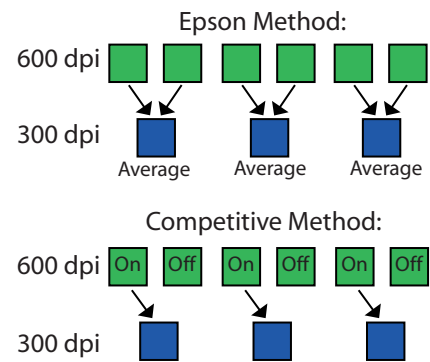 Epson Method:
600 dpi
300 dpi
Average Average Average
Competitive Method:
600 dpi On Off On Off On Off
300 dpi